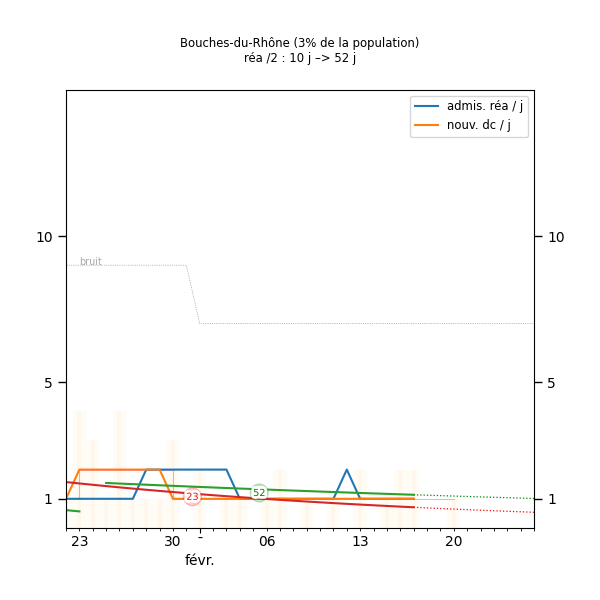 Bouches-du-Rhône (3% de la population)
réa /2 : 10 j –> 52 j
admis. réa / j
nouv. dc / j
10
10
bruit
5
5
23
52
1
1
23
30
-
06
13
20
févr.